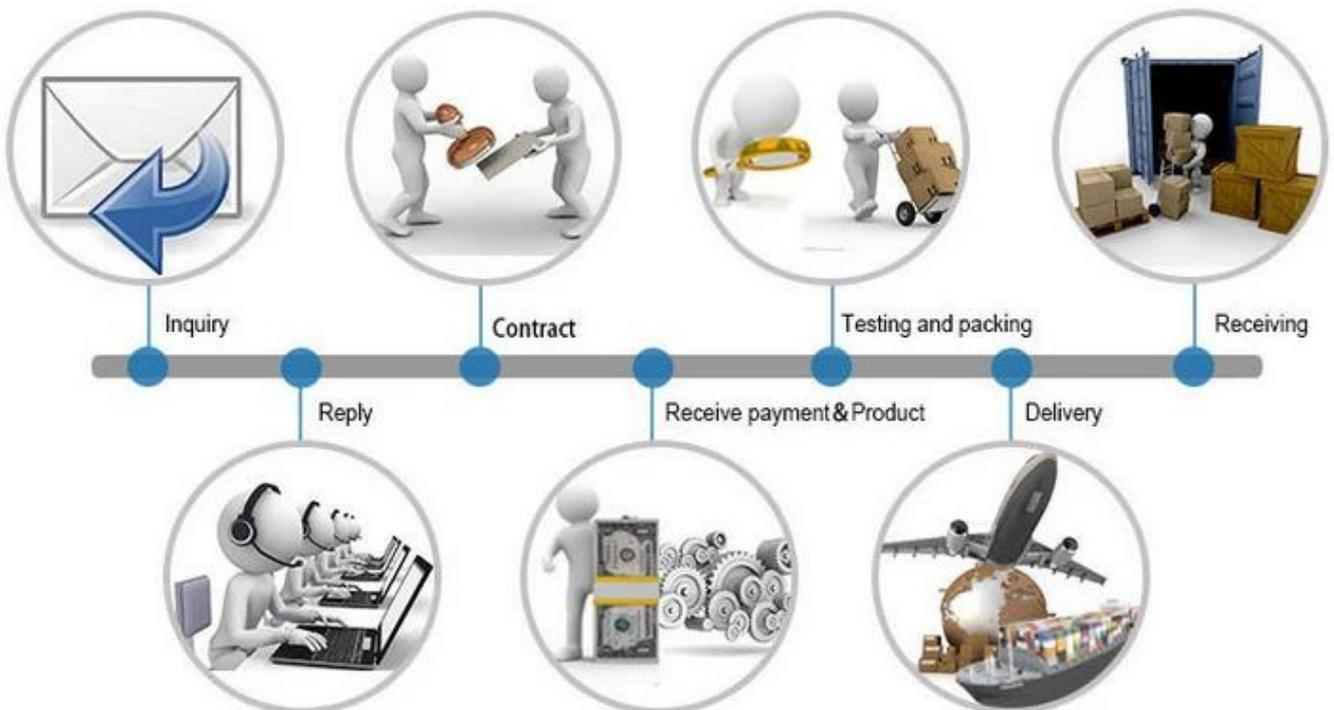 Inquiry
Contract
Testing and packing
Receiving
Reply
Receive payment&Product
Delivery